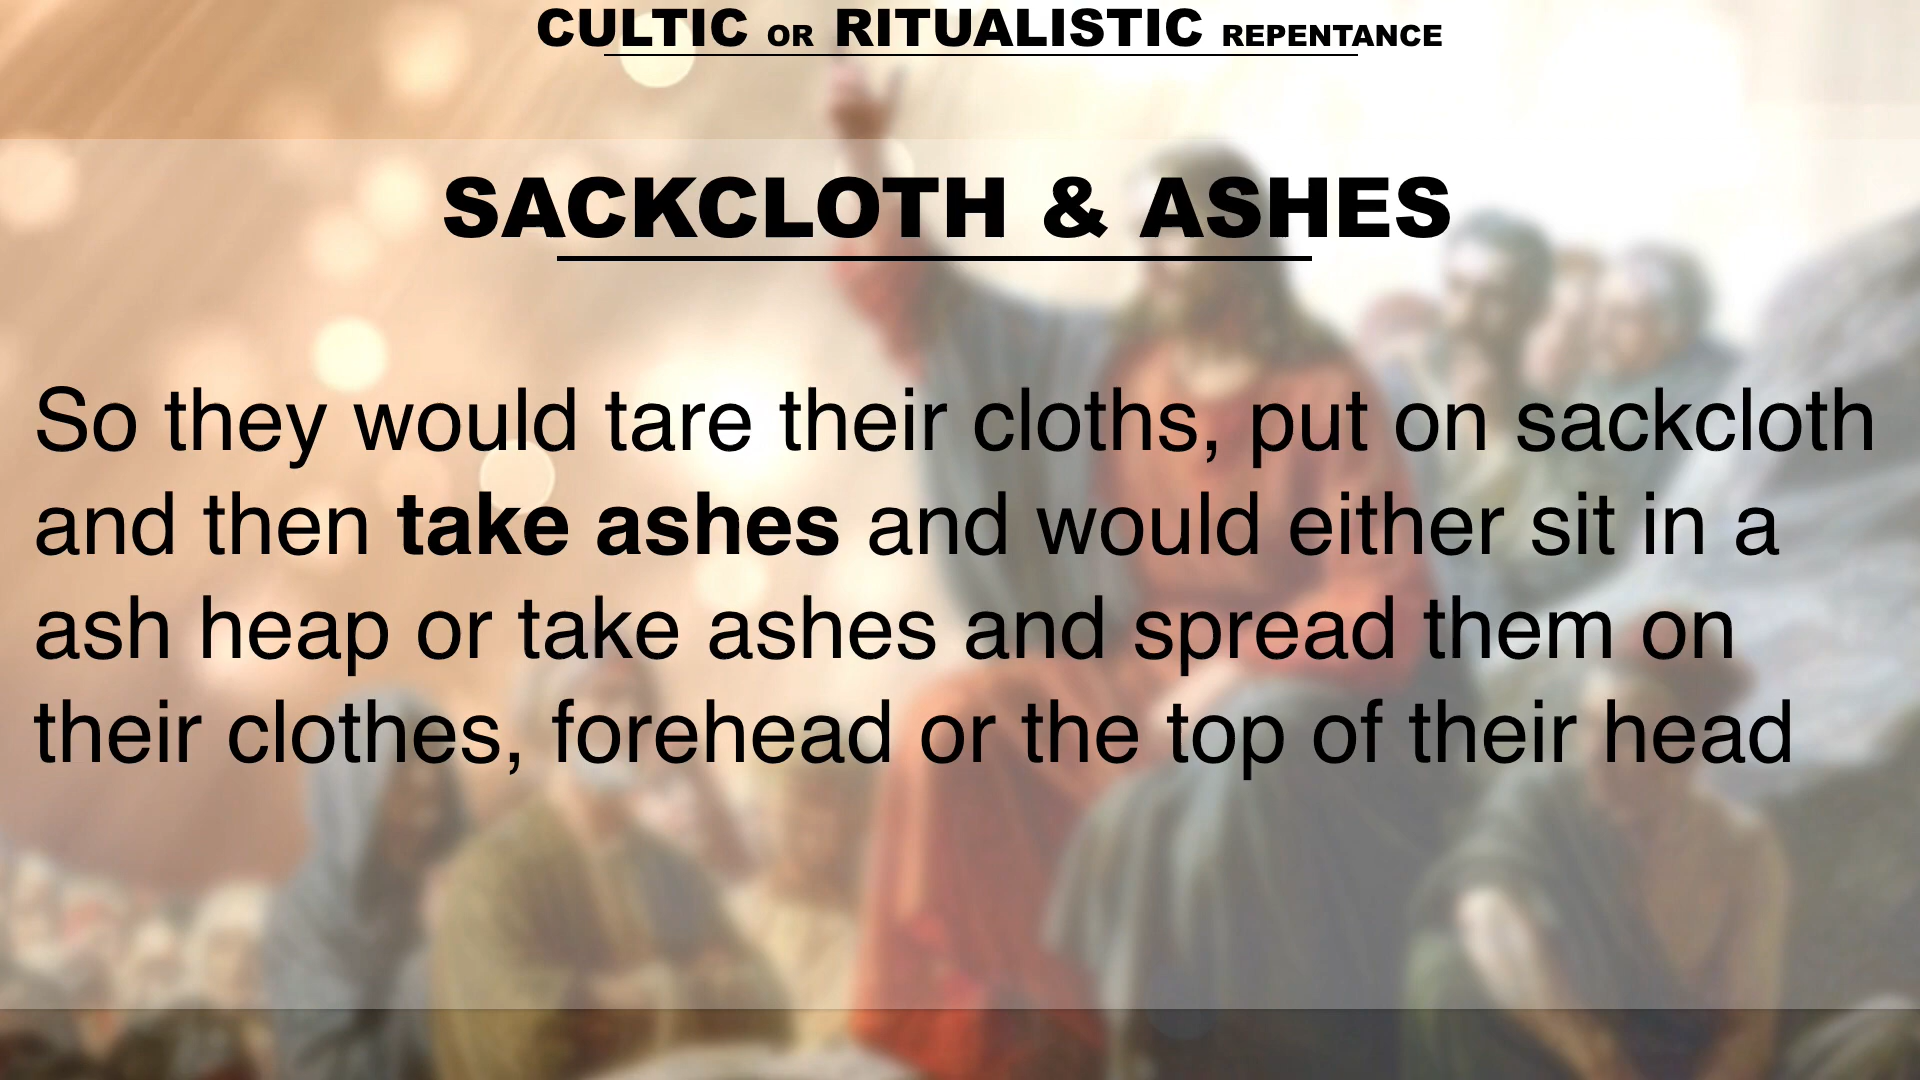 CULTIC OR RITUALISTIC REPENTANCE
SACKCLOTH & ASHES
So they would tare their cloths, put on sackcloth
and then take ashes and would either sit in a
ash heap or take ashes and spread them on
their clothes, forehead or the top of their head